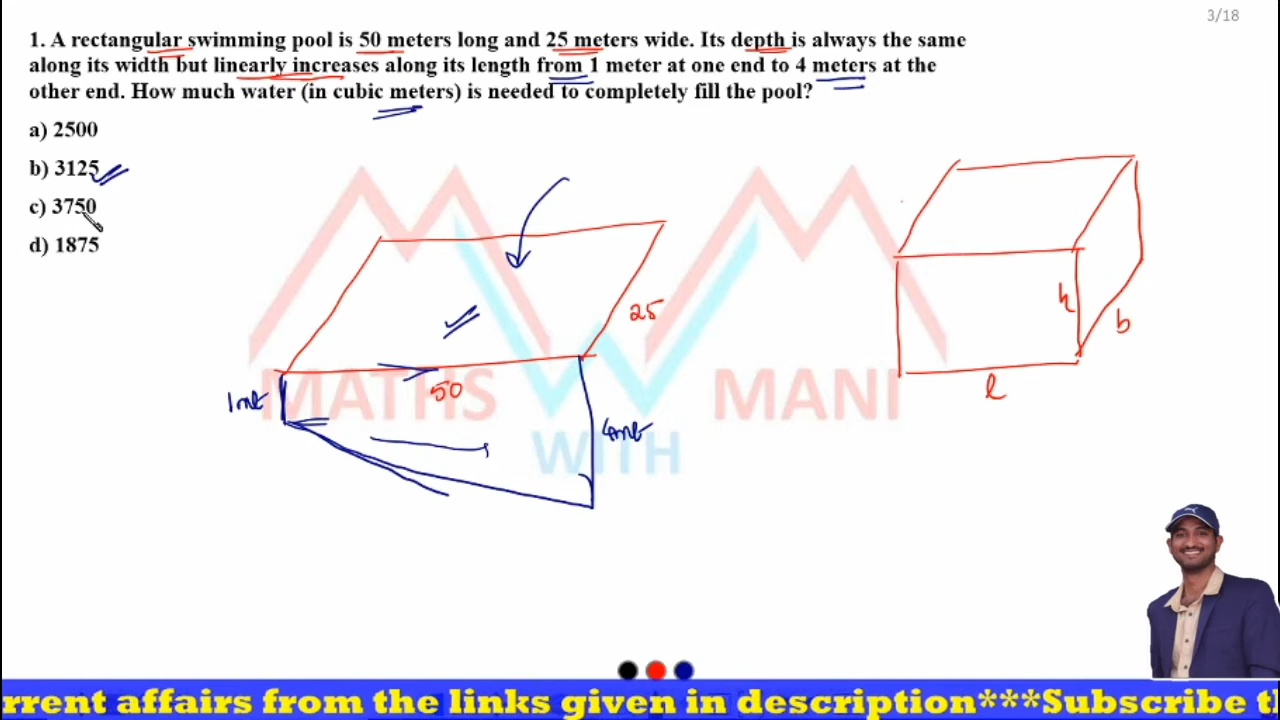 3/18
1. A rectangular swimming pool is 50 meters long and 25 meters wide. Its depth is always the same
along its width but linearly increases along its length from 1 meter at one end to 4 meters at the
other end. How much water (in cubic meters) is needed to completely fill the pool?
a) 2500
b) 3125
c) 3750
d) 1875
25
h
b
50
l
1mt
4mt
MATHS
WITH
MANI
rrent affairs from the links given in description***Subscribe t